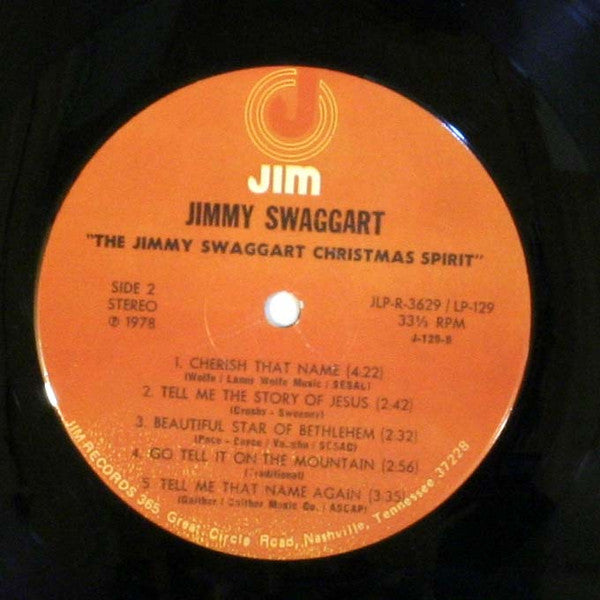 J
Jim
JIMMY SWAGGART
"THE JIMMY SWAGGART CHRISTMAS SPIRIT"
SIDE 2
STEREO
℗ 1978
JLP-R-3629 / LP-129
33⅓ RPM
J-129-B
1. CHERISH THAT NAME (4:22)
(Wolfe / Lanny Wolfe Music / SESAC)
2. TELL ME THE STORY OF JESUS (2:42)
(Crosby - Sweeney)
3. BEAUTIFUL STAR OF BETHLEHEM (2:32)
(Pace - Boyce / Vaughn / SESAC)
4. GO TELL IT ON THE MOUNTAIN (2:56)
(Traditional)
5. TELL ME THAT NAME AGAIN (3:35)
(Gaither / Gaither Music Co. / ASCAP)
JIM RECORDS 365 Great Circle Road, Nashville, Tennessee 37228